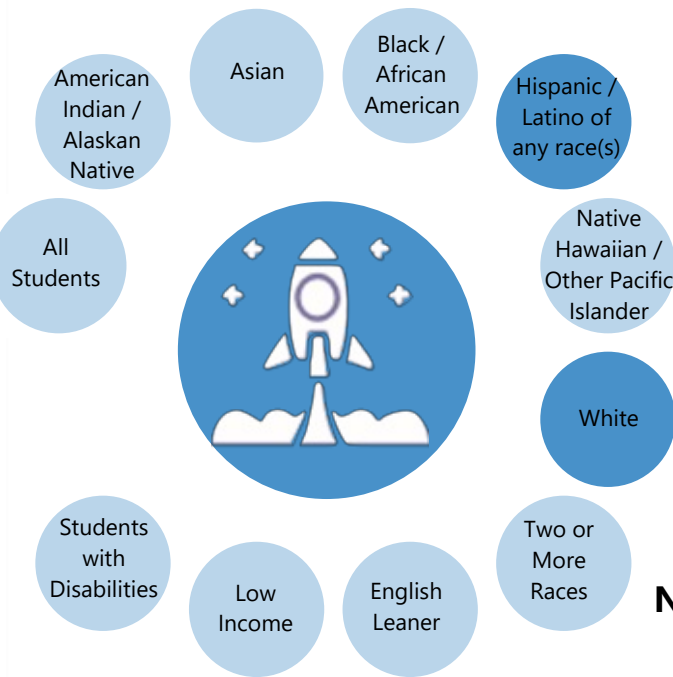 American
Indian /
Alaskan
Native
Asian
Black /
African
American
Hispanic /
Latino of
any race(s)
All
Students
Native
Hawaiian /
Other Pacific
Islander
White
Students
with
Disabilities
Low
Income
English
Leaner
Two or
More
Races
N